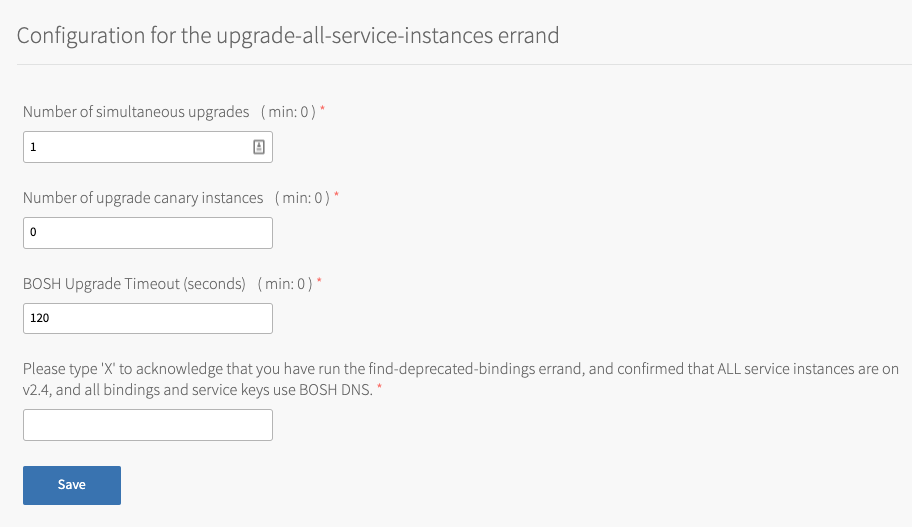 Configuration for the upgrade-all-service-instances errand
Number of simultaneous upgrades ( min: 0 ) *
1
Number of upgrade canary instances ( min: 0 ) *
0
BOSH Upgrade Timeout (seconds) ( min: 0 ) *
120
Please type 'X' to acknowledge that you have run the find-deprecated-bindings errand, and confirmed that ALL service instances are on
v2.4, and all bindings and service keys use BOSH DNS. *
Save